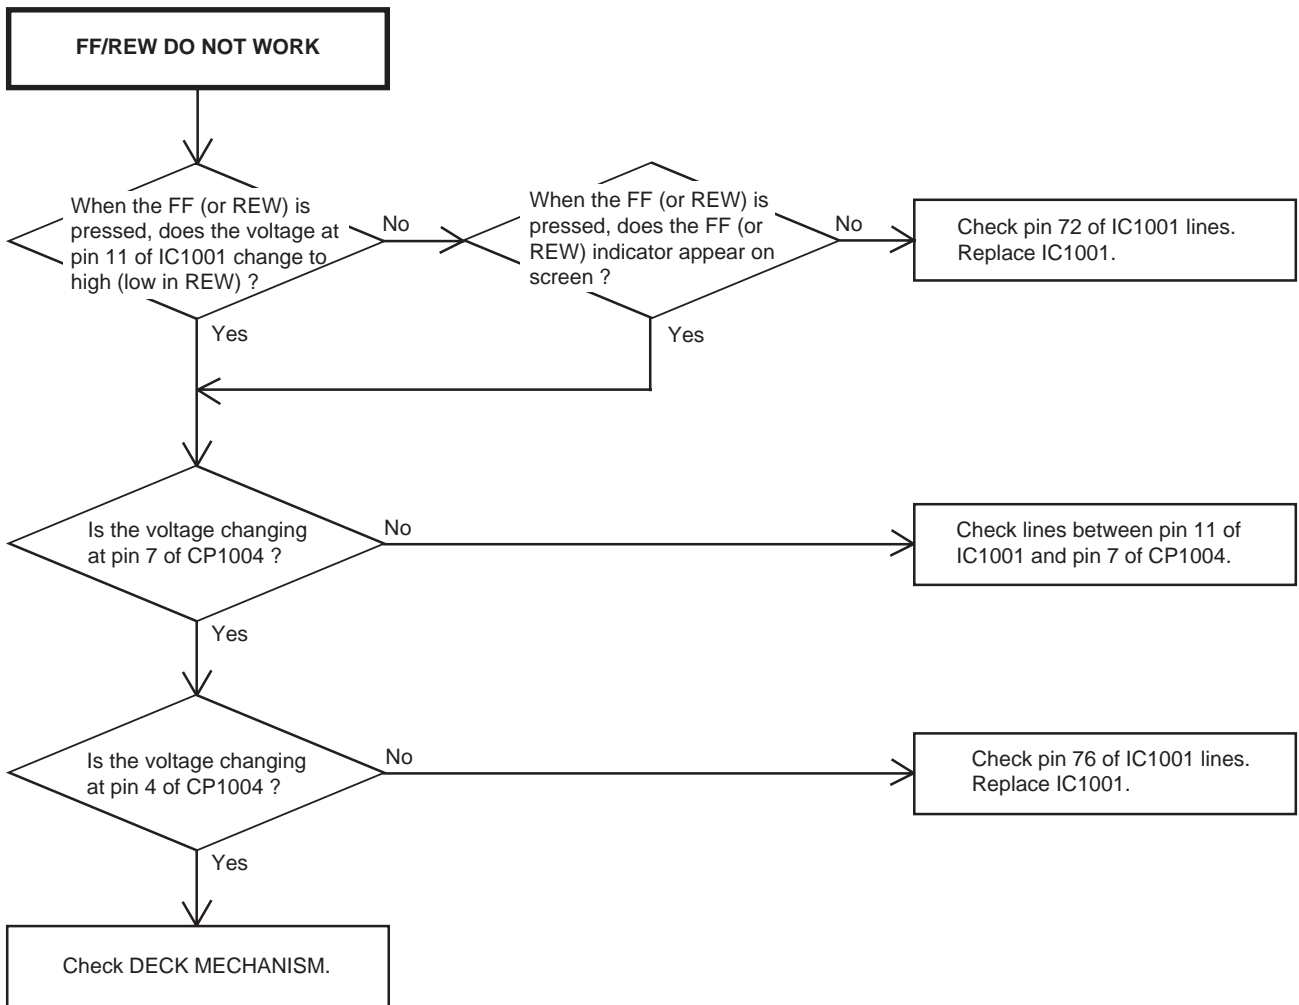 FF/REW DO NOT WORK
When the FF (or REW) is
pressed, does the voltage at
pin 11 of IC1001 change to
high (low in REW) ?
No
When the FF (or REW) is
pressed, does the FF (or
REW) indicator appear on
screen ?
No
Check pin 72 of IC1001 lines.
Replace IC1001.
Yes
Yes
Is the voltage changing
at pin 7 of CP1004 ?
No
Check lines between pin 11 of
IC1001 and pin 7 of CP1004.
Yes
Is the voltage changing
at pin 4 of CP1004 ?
No
Check pin 76 of IC1001 lines.
Replace IC1001.
Yes
Check DECK MECHANISM.